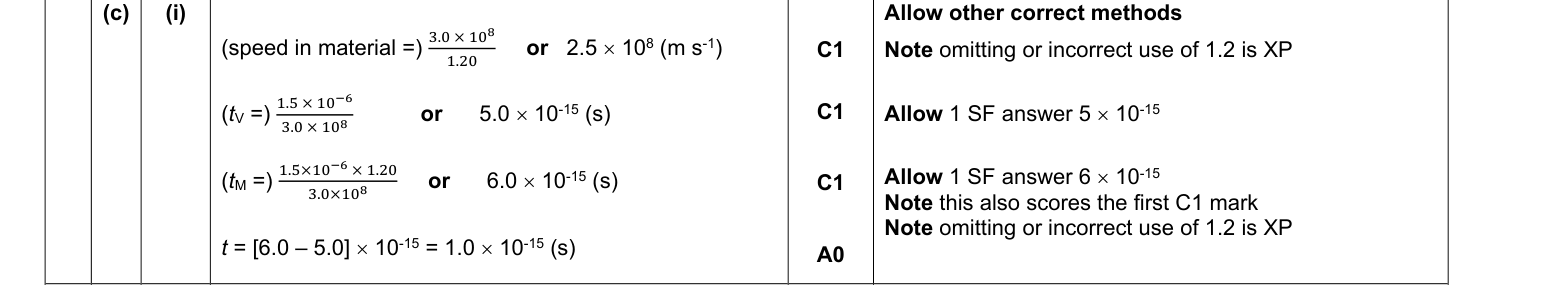 (c) (i) Allow other correct methods
(speed in material =) 3.0 × 10⁸ / 1.20 or 2.5 × 10⁸ (m s⁻¹) C1 Note omitting or incorrect use of 1.2 is XP
(tᵥ =) 1.5 × 10⁻⁶ / 3.0 × 10⁸ or 5.0 × 10⁻¹⁵ (s) C1 Allow 1 SF answer 5 × 10⁻¹⁵
(t_M =) 1.5×10⁻⁶ × 1.20 / 3.0×10⁸ or 6.0 × 10⁻¹⁵ (s) C1 Allow 1 SF answer 6 × 10⁻¹⁵
Note this also scores the first C1 mark
Note omitting or incorrect use of 1.2 is XP
t = [6.0 – 5.0] × 10⁻¹⁵ = 1.0 × 10⁻¹⁵ (s) A0